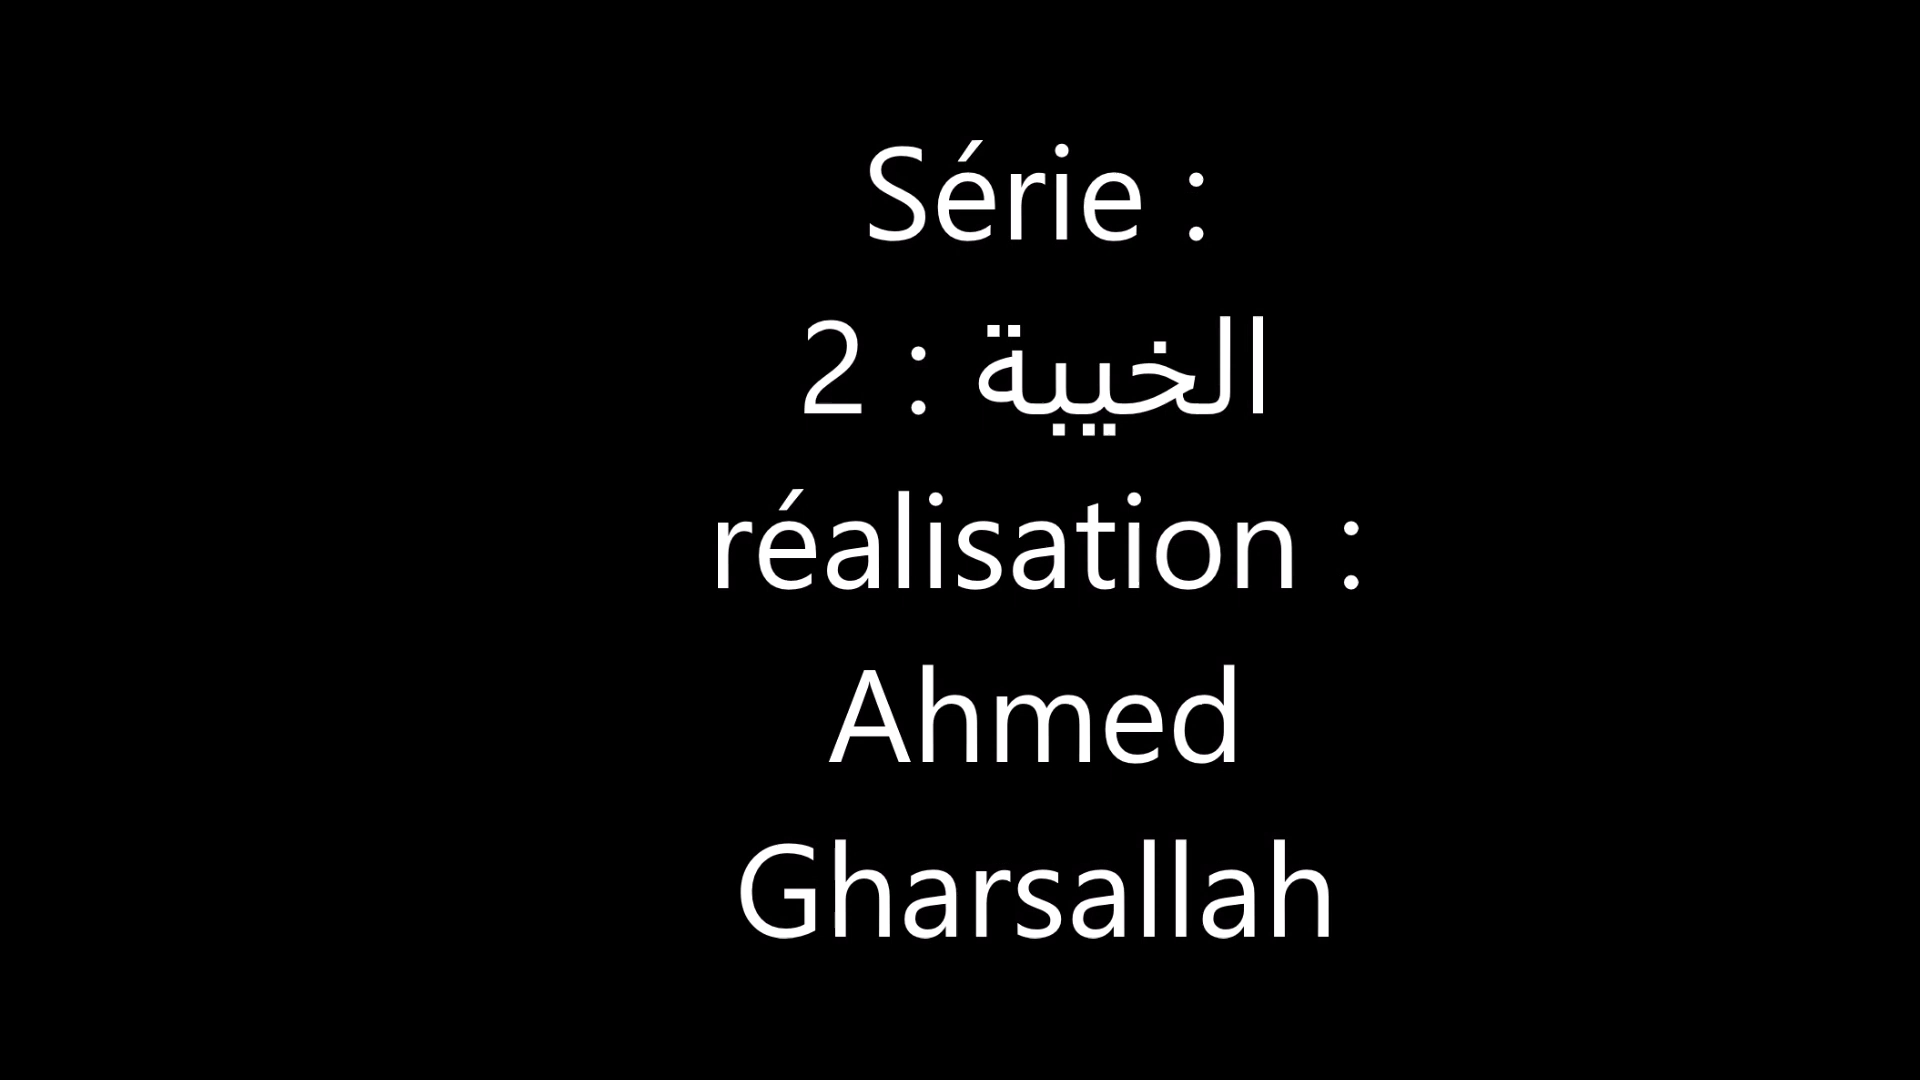 Série :
الخيبة : 2
réalisation :
Ahmed
Gharsallah